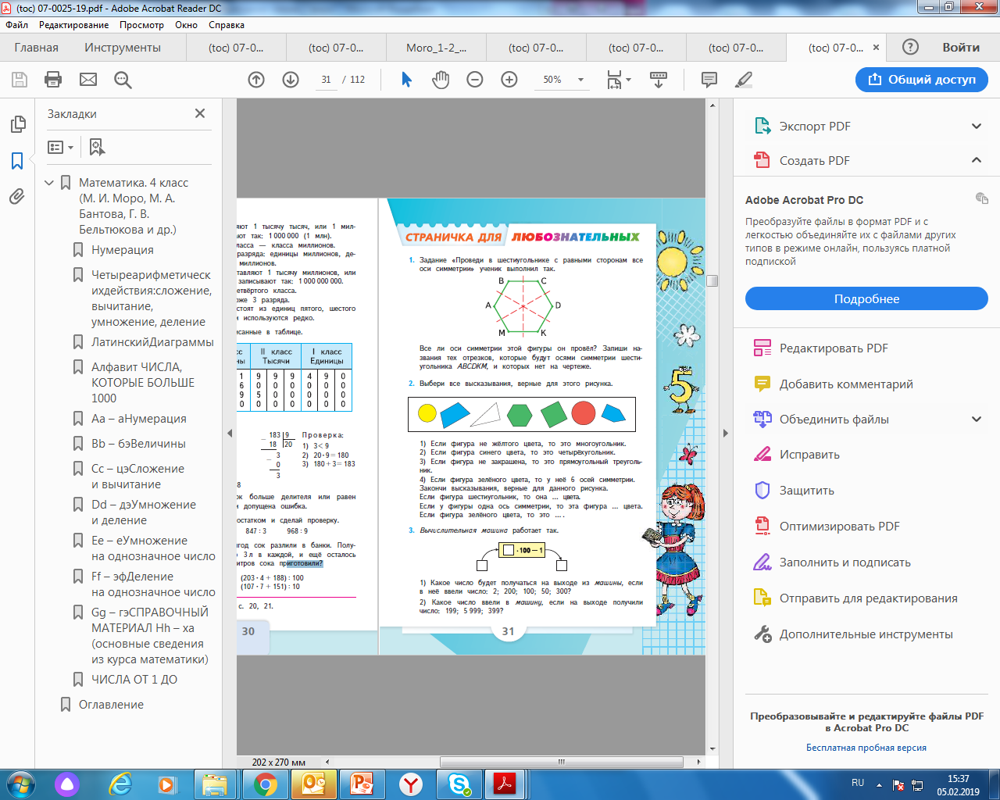 (toc) 07-0025-19.pdf - Adobe Acrobat Reader DC
Файл Редактирование Просмотр Окно Справка
Главная Инструменты (toc) 07-0... (toc) 07-0... Moro_1-2_... (toc) 07-0... (toc) 07-0... (toc) 07-0... (toc) 07-0... × Войти
31 / 112 50% Общий доступ
Закладки
Математика. 4 класс
(М. И. Моро, М. А.
Бантова, Г. В.
Бельтюкова и др.)
Нумерация
Четыреарифметическ
ихдействия:сложение,
вычитание,
умножение, деление
ЛатинскийДиаграммы
Алфавит ЧИСЛА,
КОТОРЫЕ БОЛЬШЕ
1000
Aa – аНумерация
Bb – бэВеличины
Cc – цэСложение
и вычитание
Dd – дэУмножение
и деление
Ee – еУмножение
на однозначное число
Ff – эфДеление
на однозначное число
Gg – гэСПРАВОЧНЫЙ
МАТЕРИАЛ Hh – ха
(основные сведения
из курса математики)
ЧИСЛА ОТ 1 ДО
Оглавление
яют 1 тысячу тысяч, или 1 мил-
ют так: 1 000 000 (1 млн).
ласса — класса миллионов.
разряда: единицы миллионов, де-
миллионов.
тавляют 1 тысячу миллионов, или
записывают так: 1 000 000 000.
етвёртого класса.
оже 3 разряда.
стоят из единиц пятого, шестого
и используются редко.
исанные в таблице.
сс II класс I класс
ны Тысячи Единицы
1 9 9 9 4 9 0
6 0 0 0 0 0 0
9 5 0 0 0 0 0
0 0 0 0 0 0 0
183 9 Проверка:
18 20 1) 3 < 9
3 2) 20·9 = 180
0 3) 180 + 3 = 183
3
8
ок больше делителя или равен
и допущена ошибка.
остатком и сделай проверку.
847 : 3 968 : 9
год сок разлили в банки. Полу-
3 л в каждой, и ещё осталось
итров сока приготовили?
(203 · 4 + 188) : 100
(107 · 7 + 151) : 10
с. 20, 21.
30
СТРАНИЧКА ДЛЯ ЛЮБОЗНАТЕЛЬНЫХ
1. Задание «Проведи в шестиугольнике с равными сторонам все
оси симметрии» ученик выполнил так.
B C
A D
M K
Все ли оси симметрии этой фигуры он провёл? Запиши на-
звания тех отрезков, которые будут осями симметрии шести-
угольника ABCDKM, и которых нет на чертеже.
2. Выбери все высказывания, верные для этого рисунка.
1) Если фигура не жёлтого цвета, то это многоугольник.
2) Если фигура синего цвета, то это четырёхугольник.
3) Если фигура не закрашена, то это прямоугольный треуголь-
ник.
4) Если фигура зелёного цвета, то у неё 6 осей симметрии.
Закончи высказывания, верные для данного рисунка.
Если фигура шестиугольник, то она ... цвета.
Если у фигуры одна ось симметрии, то эта фигура ... цвета.
Если фигура зелёного цвета, то это ... .
3. Вычислительная машина работает так.
· 100 – 1
1) Какое число будет получаться на выходе из машины, если
в неё ввели число: 2; 200; 100; 50; 300?
2) Какое число ввели в машину, если на выходе получили
число: 199; 5 999; 399?
31
5
202 x 270 мм
Экспорт PDF
Создать PDF
Adobe Acrobat Pro DC
Преобразуйте файлы в формат PDF и с
легкостью объединяйте их с файлами других
типов в режиме онлайн, пользуясь платной
подпиской
Подробнее
Редактировать PDF
Добавить комментарий
Объединить файлы
Исправить
Защитить
Оптимизировать PDF
Заполнить и подписать
Отправить для редактирования
Дополнительные инструменты
Преобразовывайте и редактируйте файлы PDF
в Acrobat Pro DC
Бесплатная пробная версия
RU 15:37
05.02.2019